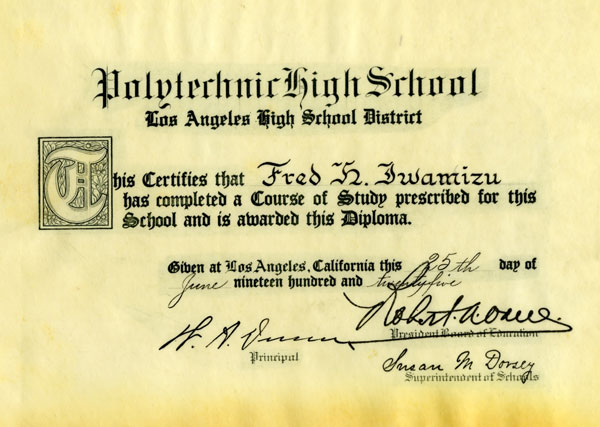 Polytechnic High School
Los Angeles High School District
This Certifies that Fred N. Iwamizu
has completed a Course of Study prescribed for this
School and is awarded this Diploma.
Given at Los Angeles, California this 25th day of
June nineteen hundred and twentyfive
Robert
President Board of Education
W. A.
Principal
Susan M. Dorsey
Superintendent of Schools